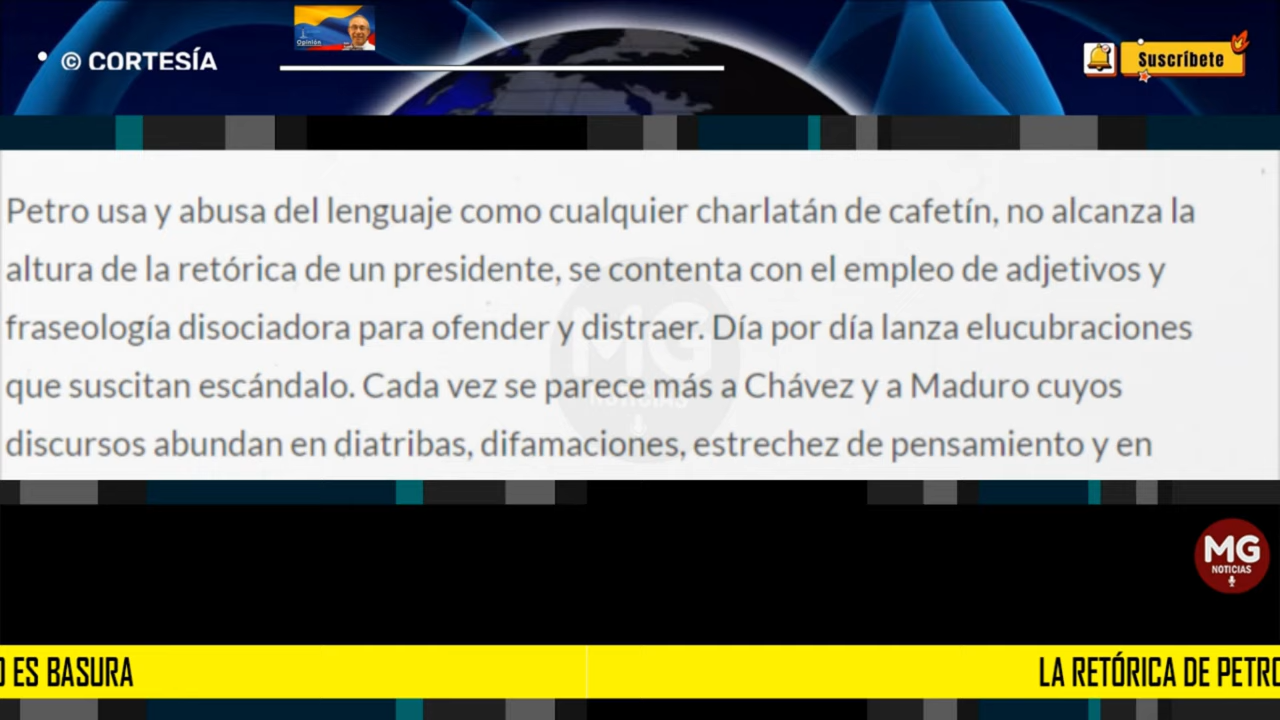 © CORTESÍA
Opinión
Suscríbete
Petro usa y abusa del lenguaje como cualquier charlatán de cafetín, no alcanza la
altura de la retórica de un presidente, se contenta con el empleo de adjetivos y
fraseología disociadora para ofender y distraer. Día por día lanza elucubraciones
que suscitan escándalo. Cada vez se parece más a Chávez y a Maduro cuyos
discursos abundan en diatribas, difamaciones, estrechez de pensamiento y en
MG
NOTICIAS
MG
NOTICIAS
O ES BASURA
LA RETÓRICA DE PETRO